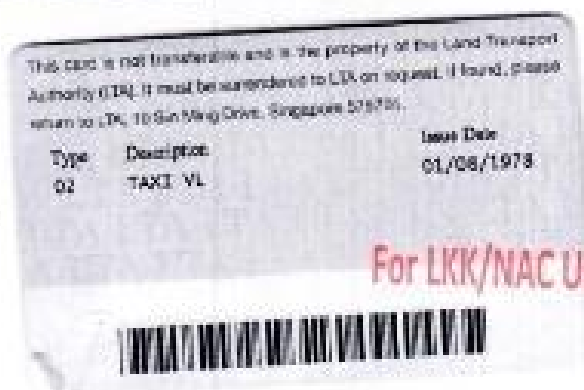 This card is not transferable and is the property of the Land Transport
Authority (LTA). It must be surrendered to LTA on request. If found, please
return to LTA, 10 Sin Ming Drive, Singapore 575701.
Type Description Issue Date
02 TAXI VL 01/08/1978
For LKK/NAC U